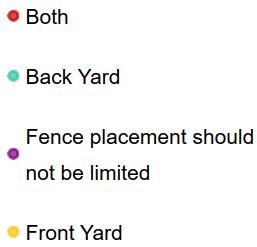 Both
Back Yard
Fence placement should
not be limited
Front Yard